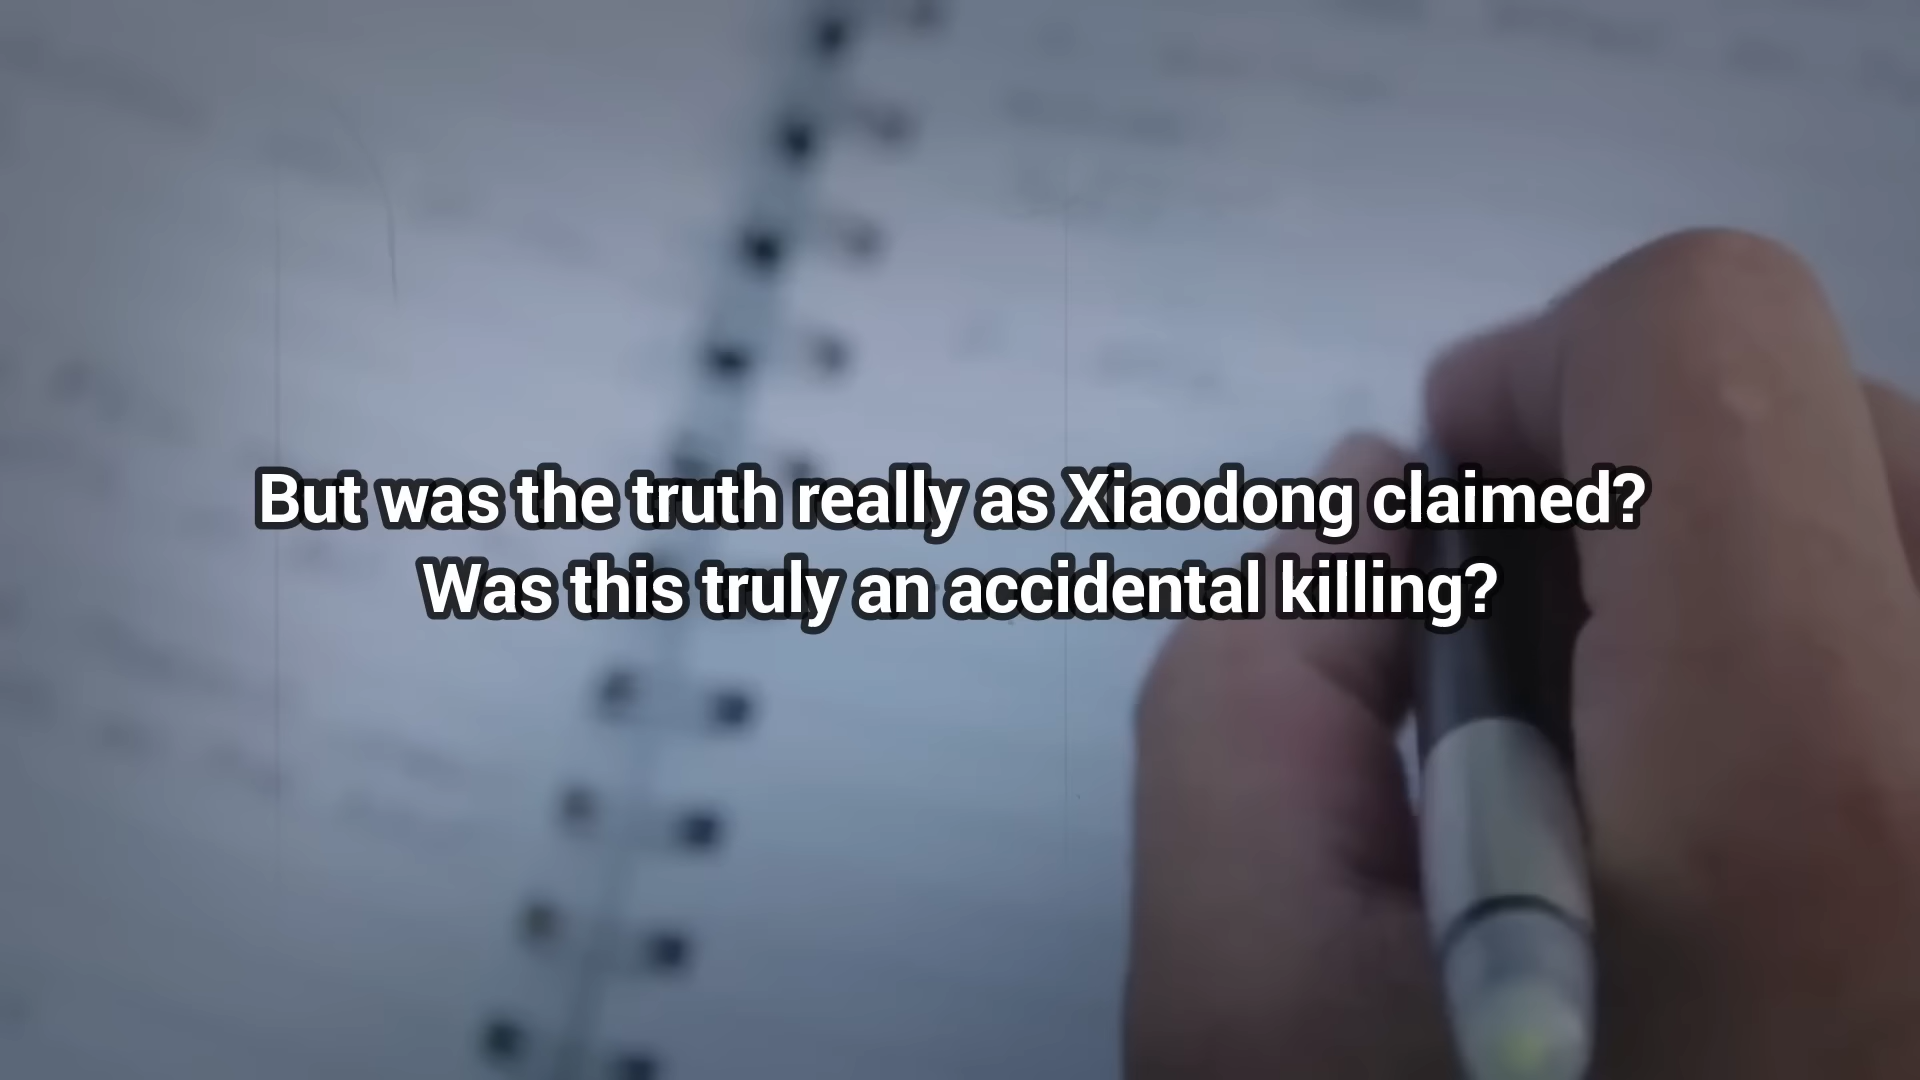 But was the truth really as Xiaodong claimed?
Was this truly an accidental killing?